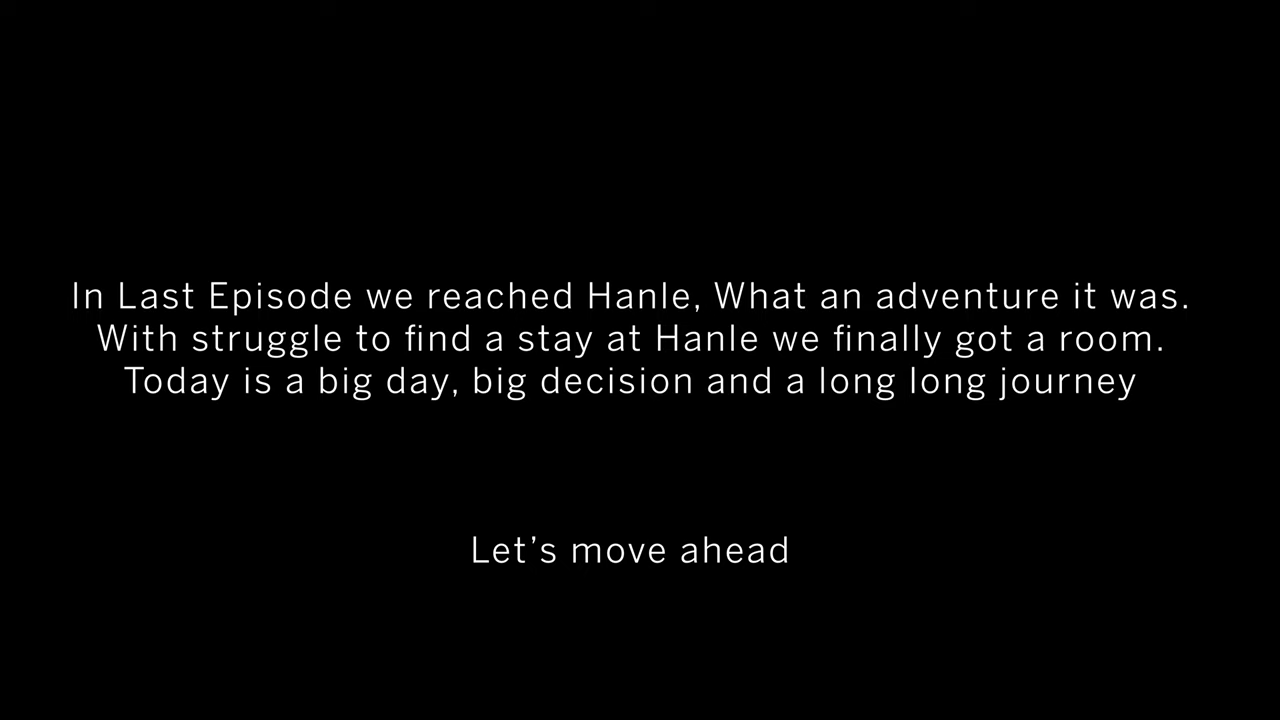 In Last Episode we reached Hanle, What an adventure it was.
With struggle to find a stay at Hanle we finally got a room.
Today is a big day, big decision and a long long journey
Let’s move ahead